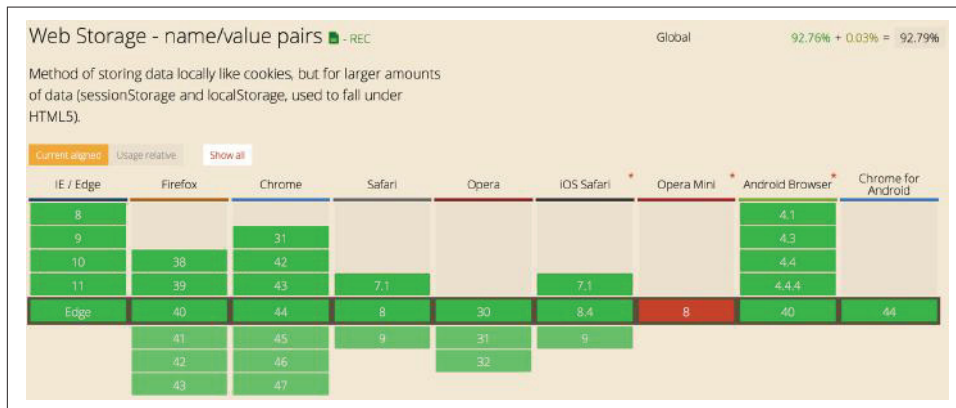 Web Storage - name/value pairs - REC
Global 92.76% + 0.03% = 92.79%
Method of storing data locally like cookies, but for larger amounts
of data (sessionStorage and localStorage, used to fall under
HTML5).
Current aligned Usage relative Show all
IE / Edge Firefox Chrome Safari Opera iOS Safari * Opera Mini * Android Browser * Chrome for Android
8 4.1
9 31 4.3
10 38 42 4.4
11 39 43 7.1 7.1 4.4.4
Edge 40 44 8 30 8.4 8 40 44
41 45 9 31 9
42 46 32
43 47